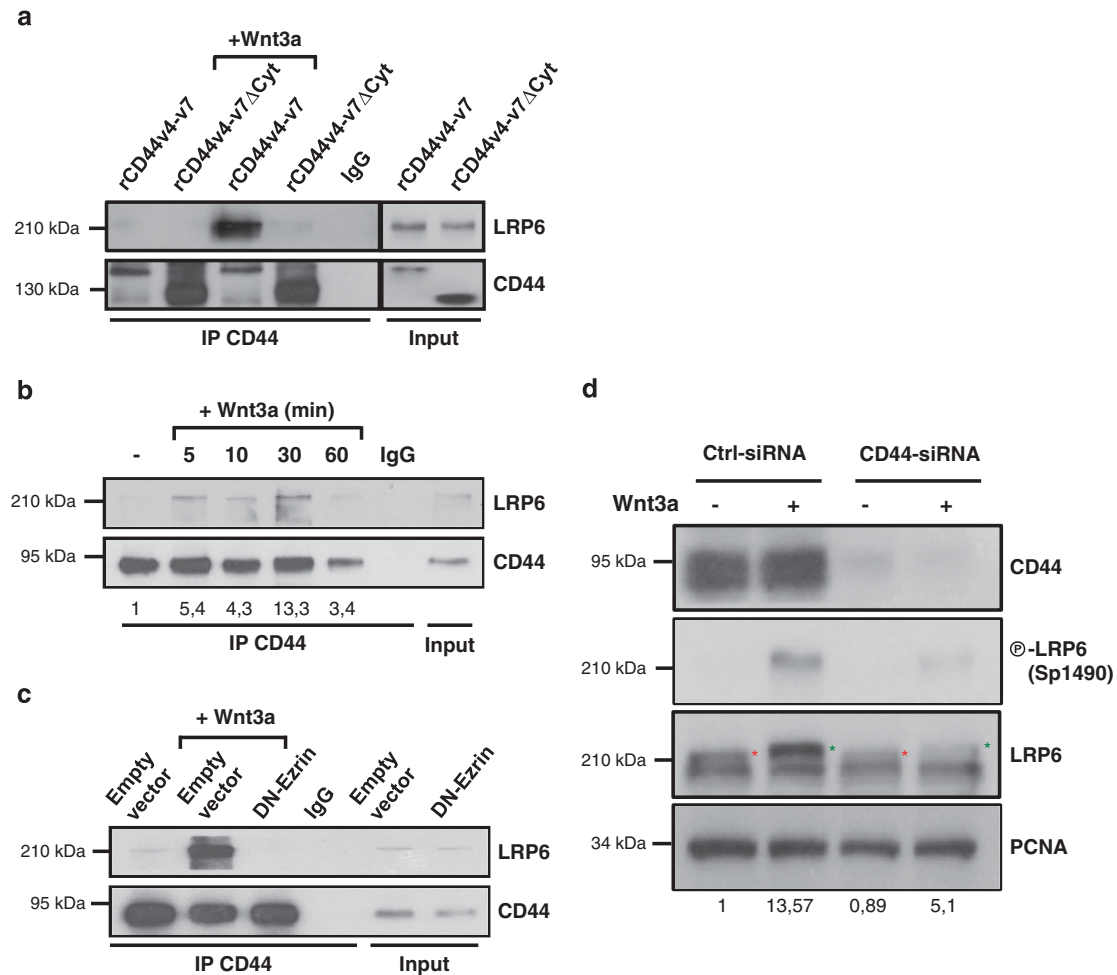 a
+Wnt3a
rCD44v4-v7
rCD44v4-v7ΔCyt
rCD44v4-v7
rCD44v4-v7ΔCyt
IgG
rCD44v4-v7
rCD44v4-v7ΔCyt
210 kDa
LRP6
130 kDa
CD44
IP CD44 Input
b
+ Wnt3a (min)
- 5 10 30 60 IgG
210 kDa
LRP6
95 kDa
CD44
1 5,4 4,3 13,3 3,4
IP CD44 Input
c
+ Wnt3a
Empty vector
Empty vector
DN-Ezrin
IgG
Empty vector
DN-Ezrin
210 kDa
LRP6
95 kDa
CD44
IP CD44 Input
d
Ctrl-siRNA CD44-siRNA
Wnt3a - + - +
95 kDa
CD44
210 kDa
Ⓟ-LRP6
(Sp1490)
210 kDa * * * * LRP6
34 kDa
PCNA
1 13,57 0,89 5,1